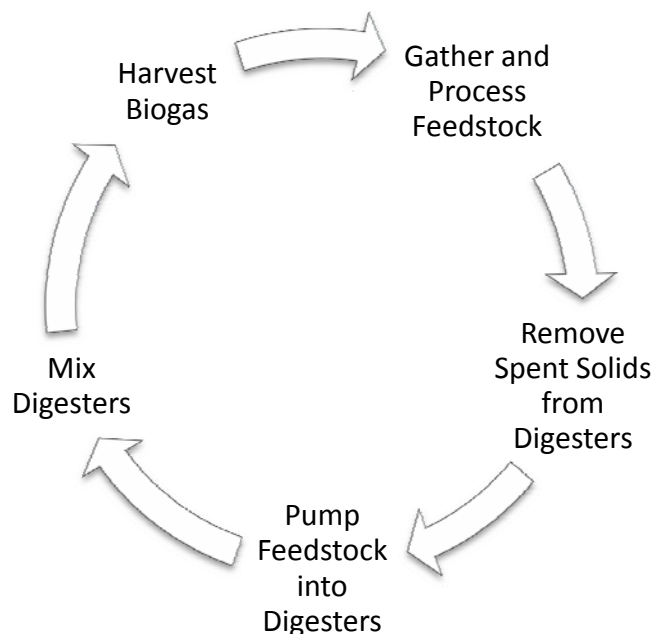 Harvest
Biogas
Gather and
Process
Feedstock
Remove
Spent Solids
from
Digesters
Pump
Feedstock
into
Digesters
Mix
Digesters